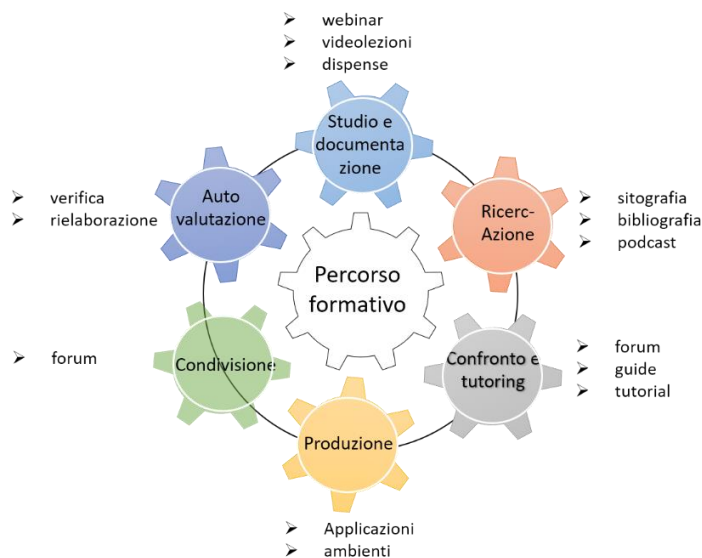 ➢ webinar
➢ videolezioni
➢ dispense
Studio e
documenta
zione
Ricerc-
Azione
➢ sitografia
➢ bibliografia
➢ podcast
Confronto e
tutoring
➢ forum
➢ guide
➢ tutorial
Produzione
➢ Applicazioni
➢ ambienti
Condivisione
➢ forum
Auto
valutazione
➢ verifica
➢ rielaborazione
Percorso
formativo